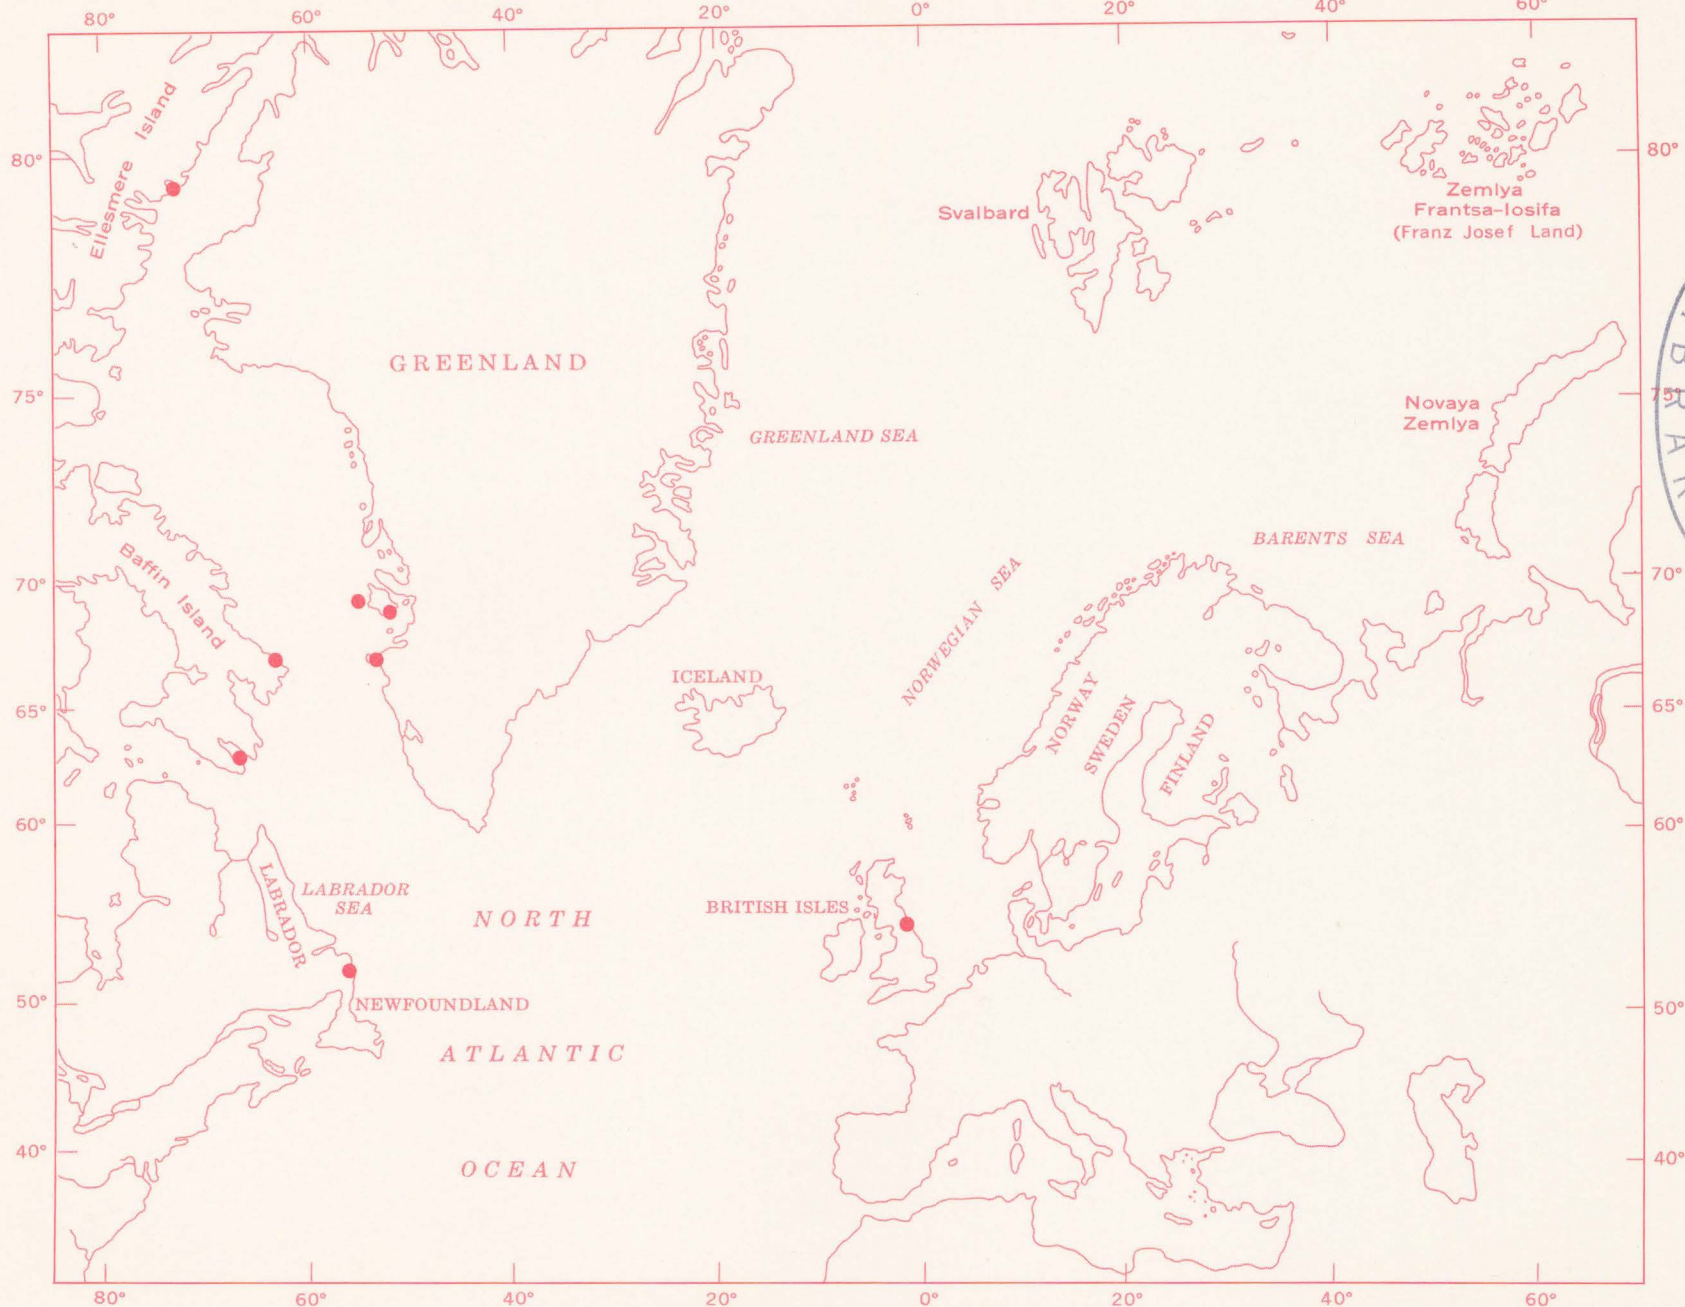 80° 60° 40° 20° 0° 20° 40° 60°
Ellesmere Island
80°
80°
Zemlya
Frantsa-Iosifa
(Franz Josef Land)
Svalbard
GREENLAND
75°
75°
Novaya
Zemlya
GREENLAND SEA
BARENTS SEA
BRAR
Baffin Island
70°
70°
NORWEGIAN SEA
ICELAND
65°
65°
NORWAY
SWEDEN
FINLAND
60°
60°
LABRADOR
LABRADOR
SEA
NORTH
BRITISH ISLES
50°
50°
NEWFOUNDLAND
ATLANTIC
40°
40°
OCEAN
80° 60° 40° 20° 0° 20° 40° 60°